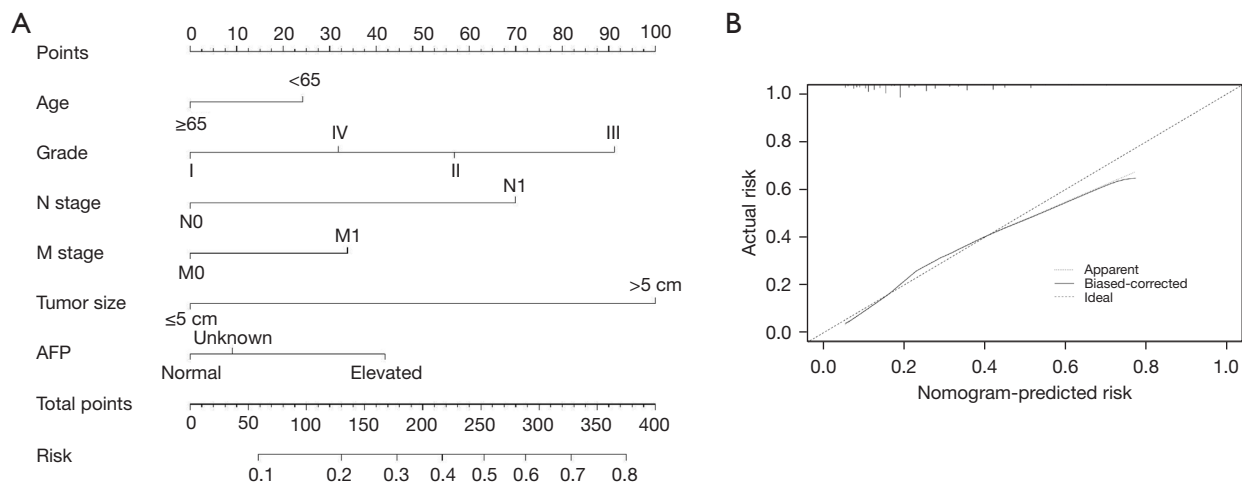 A
Points
0 10 20 30 40 50 60 70 80 90 100
<65
Age
≥65
IV III
Grade
I II
N1
N stage
N0
M1
M stage
M0
>5 cm
Tumor size
≤5 cm
Unknown
AFP
Normal Elevated
Total points
0 50 100 150 200 250 300 350 400
Risk
0.1 0.2 0.3 0.4 0.5 0.6 0.7 0.8
B
1.0
0.8
0.6
0.4
0.2
0.0
Actual risk
Apparent
Biased-corrected
Ideal
0.0 0.2 0.4 0.6 0.8 1.0
Nomogram-predicted risk